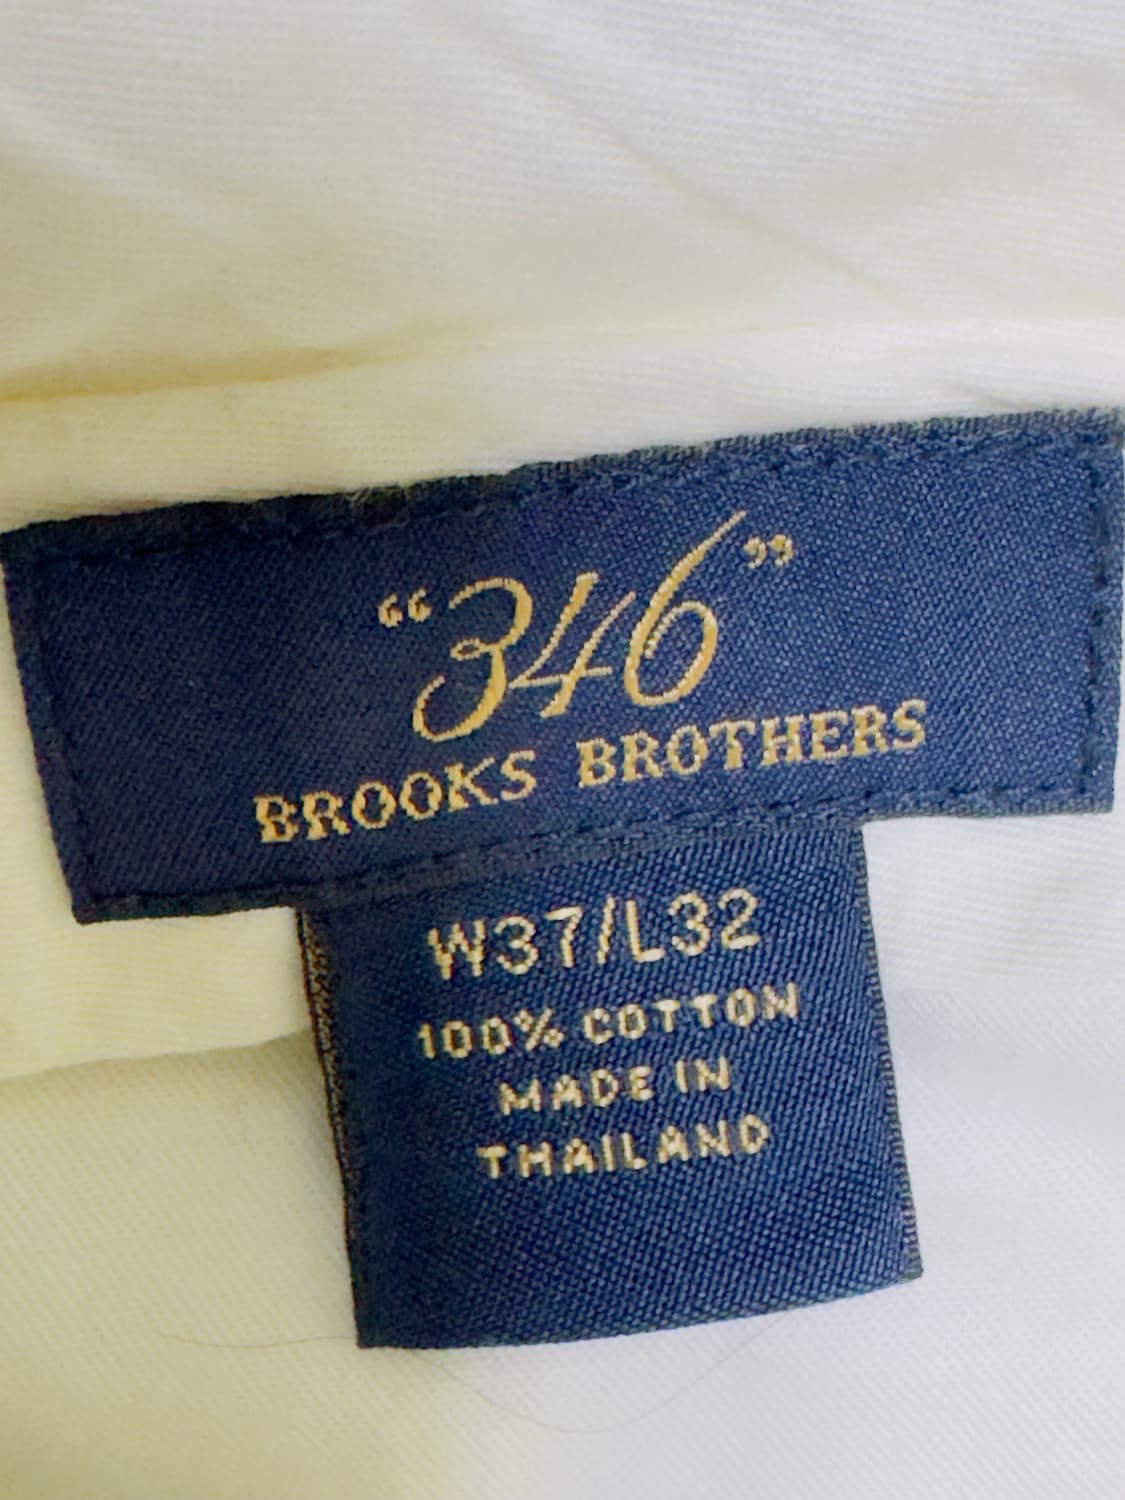 “346”
BROOKS BROTHERS
W37/L32
100% COTTON
MADE IN
THAILAND